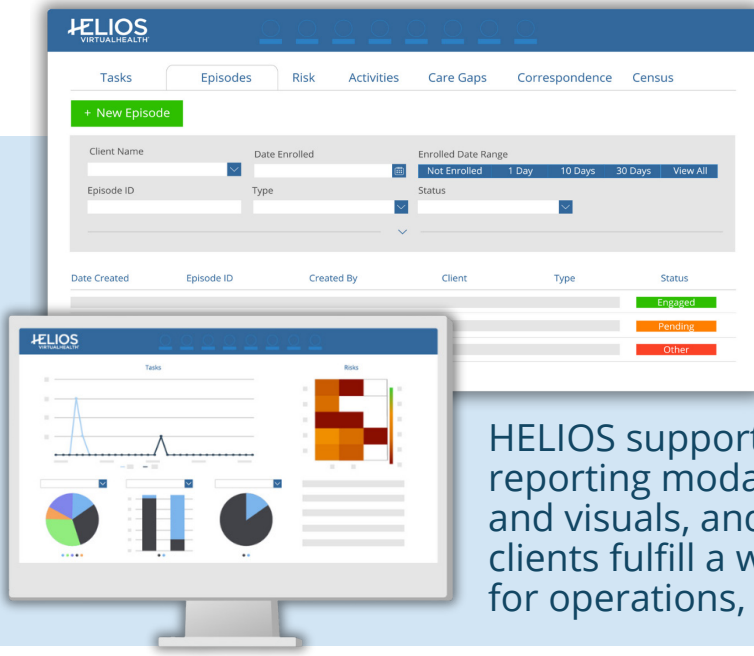 HELIOS
VIRTUALHEALTH
Tasks Episodes Risk Activities Care Gaps Correspondence Census
+ New Episode
Client Name Date Enrolled Enrolled Date Range
Not Enrolled 1 Day 10 Days 30 Days View All
Episode ID Type Status
Date Created Episode ID Created By Client Type Status
Engaged
Pending
Other
HELIOS
VIRTUALHEALTH
Tasks Risks
HELIOS support
reporting moda
and visuals, and
clients fulfill a w
for operations,